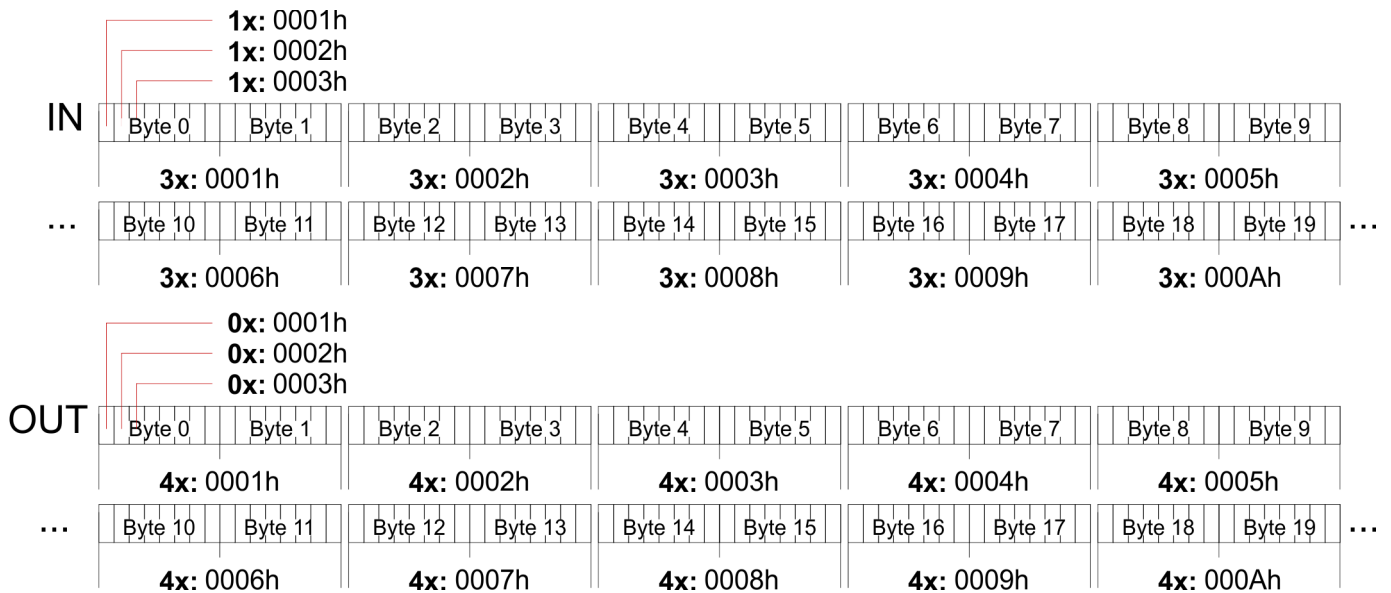 1x: 0001h
1x: 0002h
1x: 0003h
IN Byte 0 Byte 1 Byte 2 Byte 3 Byte 4 Byte 5 Byte 6 Byte 7 Byte 8 Byte 9
3x: 0001h 3x: 0002h 3x: 0003h 3x: 0004h 3x: 0005h
... Byte 10 Byte 11 Byte 12 Byte 13 Byte 14 Byte 15 Byte 16 Byte 17 Byte 18 Byte 19 ...
3x: 0006h 3x: 0007h 3x: 0008h 3x: 0009h 3x: 000Ah
0x: 0001h
0x: 0002h
0x: 0003h
OUT Byte 0 Byte 1 Byte 2 Byte 3 Byte 4 Byte 5 Byte 6 Byte 7 Byte 8 Byte 9
4x: 0001h 4x: 0002h 4x: 0003h 4x: 0004h 4x: 0005h
... Byte 10 Byte 11 Byte 12 Byte 13 Byte 14 Byte 15 Byte 16 Byte 17 Byte 18 Byte 19 ...
4x: 0006h 4x: 0007h 4x: 0008h 4x: 0009h 4x: 000Ah